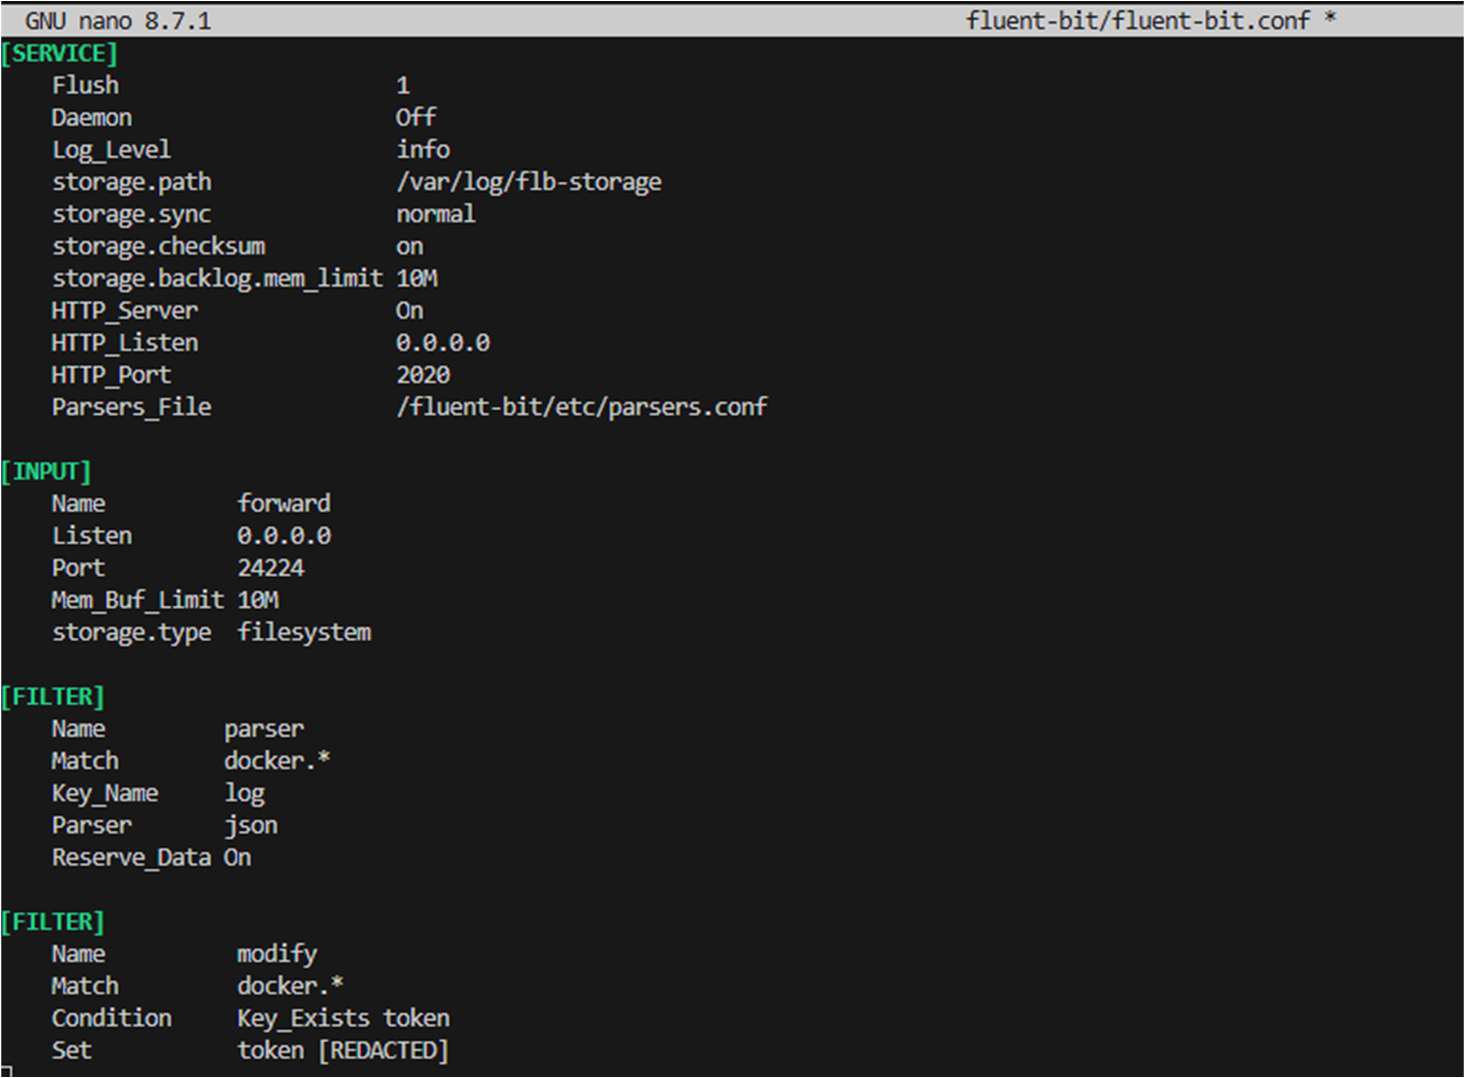 GNU nano 8.7.1 fluent-bit/fluent-bit.conf *
[SERVICE]
Flush 1
Daemon Off
Log_Level info
storage.path /var/log/flb-storage
storage.sync normal
storage.checksum on
storage.backlog.mem_limit 10M
HTTP_Server On
HTTP_Listen 0.0.0.0
HTTP_Port 2020
Parsers_File /fluent-bit/etc/parsers.conf
[INPUT]
Name forward
Listen 0.0.0.0
Port 24224
Mem_Buf_Limit 10M
storage.type filesystem
[FILTER]
Name parser
Match docker.*
Key_Name log
Parser json
Reserve_Data On
[FILTER]
Name modify
Match docker.*
Condition Key_Exists token
Set token [REDACTED]